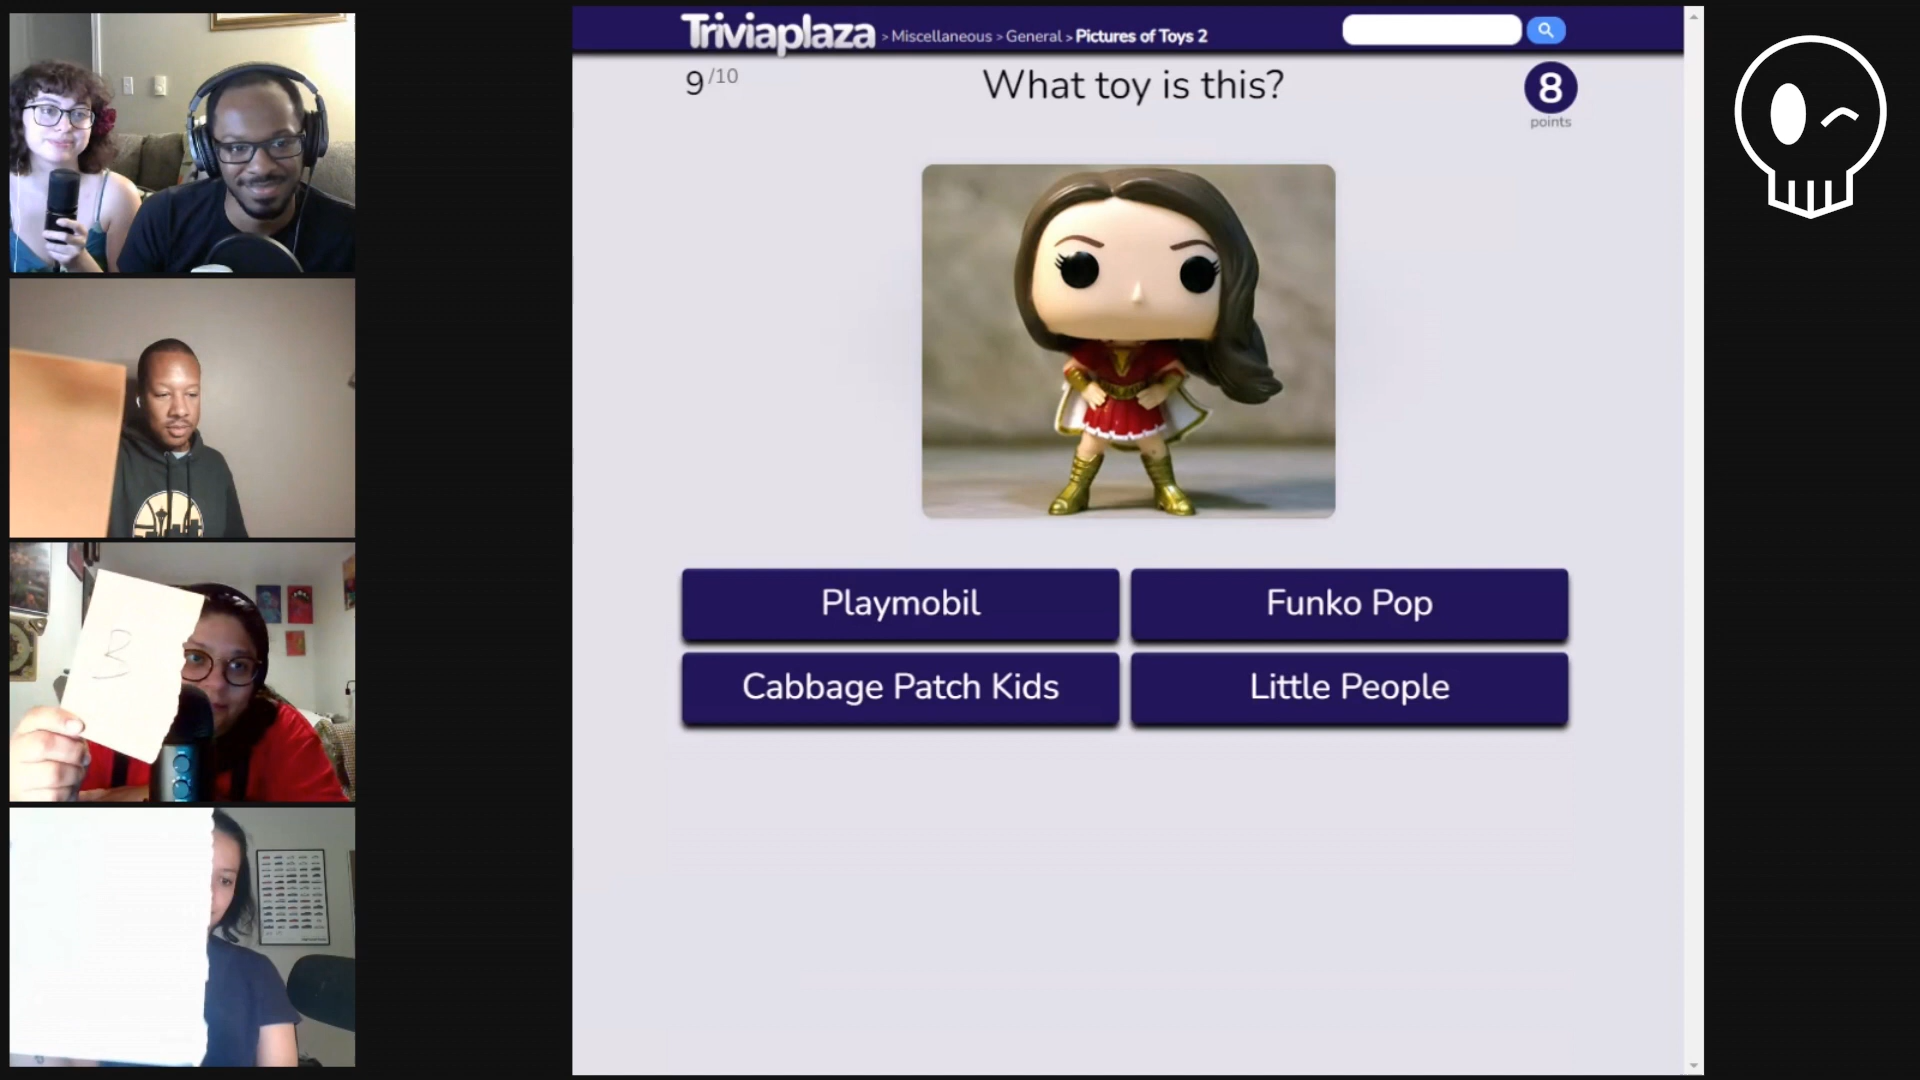 Triviaplaza > Miscellaneous > General > Pictures of Toys 2
9/10
What toy is this?
8
points
Playmobil
Funko Pop
Cabbage Patch Kids
Little People
B